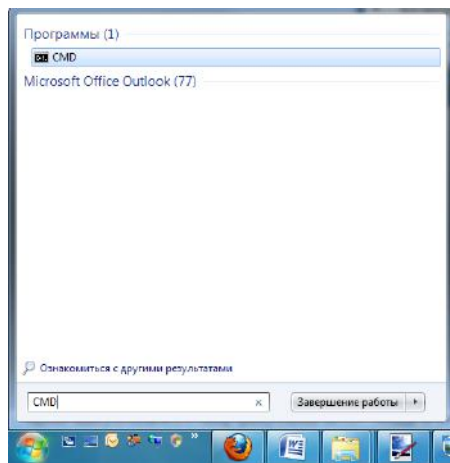 Программы (1)
CMD
Microsoft Office Outlook (77)
Ознакомиться с другими результатами
CMD
Завершение работы